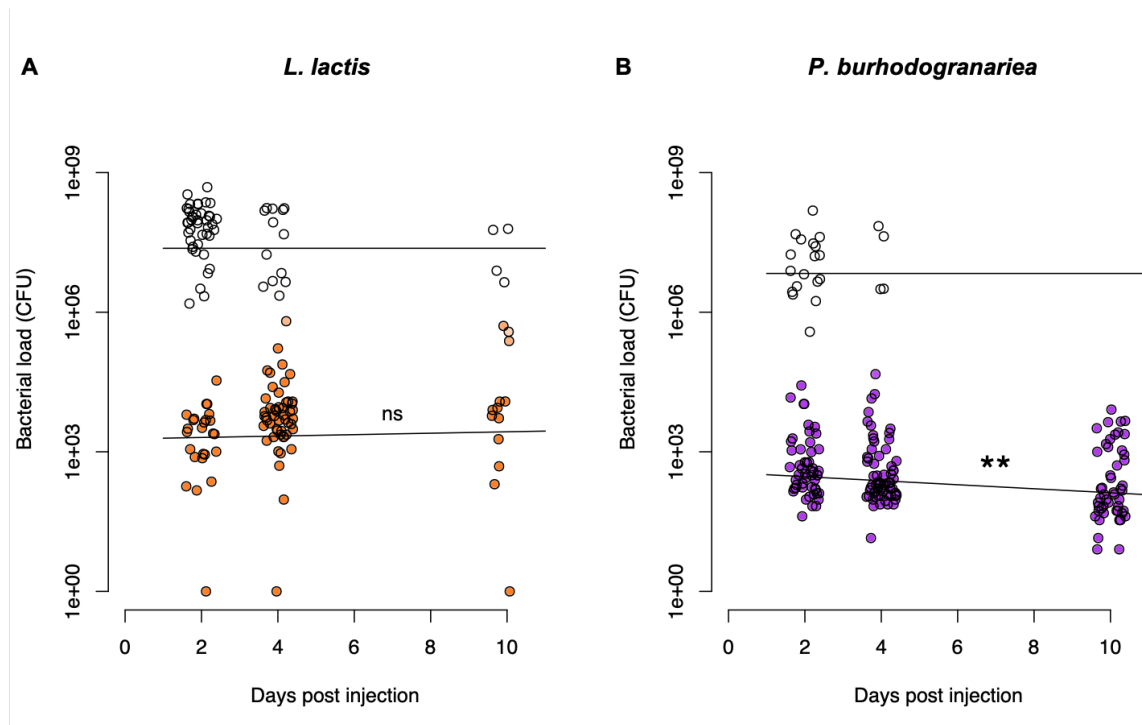 A
L. lactis
Bacterial load (CFU)
1e+09
1e+06
1e+03
1e+00
ns
0 2 4 6 8 10
Days post injection
B
P. burhodogranariea
Bacterial load (CFU)
1e+09
1e+06
1e+03
1e+00
**
0 2 4 6 8 10
Days post injection